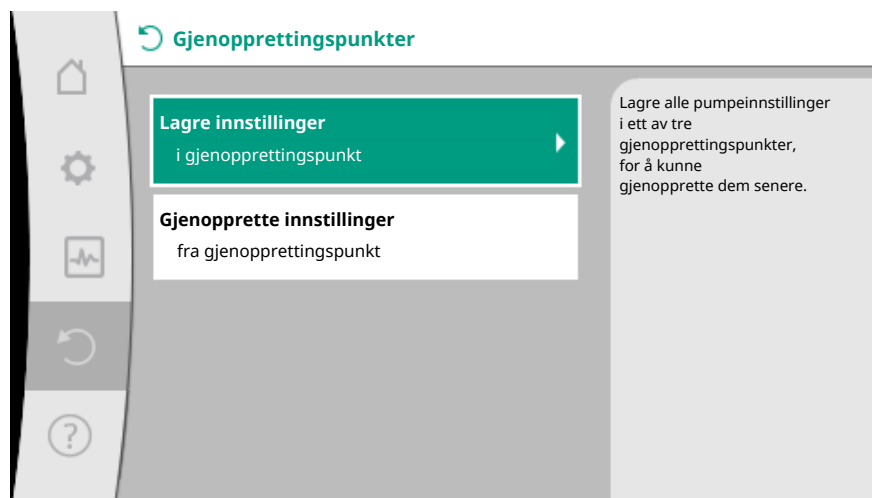 Gjenopprettingspunkter
Lagre innstillinger
i gjenopprettingspunkt
Gjenopprette innstillinger
fra gjenopprettingspunkt
Lagre alle pumpeinnstillinger
i ett av tre
gjenopprettingspunkter,
for å kunne
gjenopprette dem senere.
?